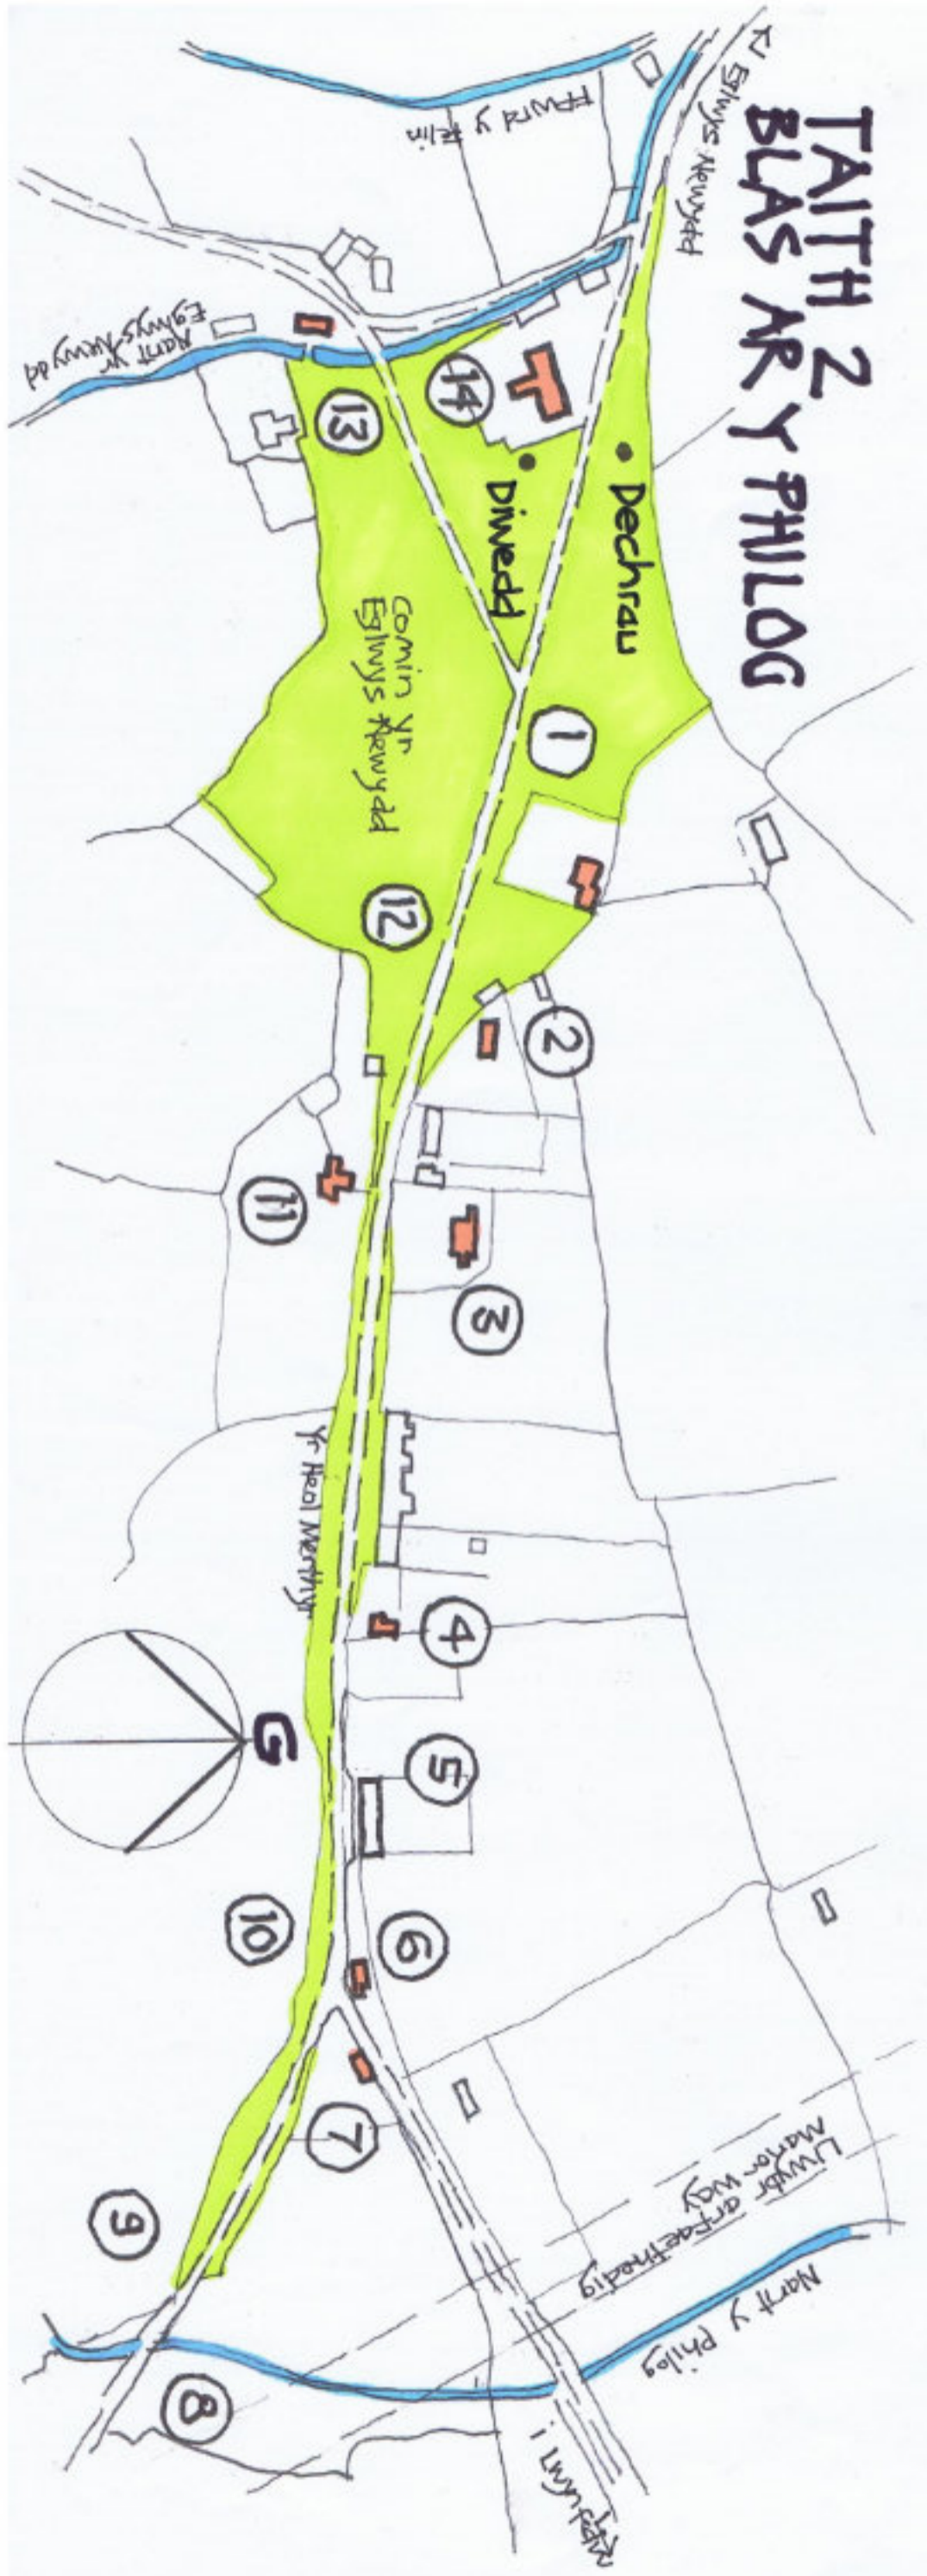 TAITH 2
BLAS AR Y PHILOG
← Eglwys Newydd
Ffwrd y Felin
Nant yr
Eglwys Newydd
Dechrau
Diwedd
Comin yr
Eglwys Newydd
1
2
3
4
5
6
7
8
9
10
11
12
13
14
Yr Heol Merthyr
G
Llwybr arfaethedig
Manor Way
Nant y Philog
i Lwynfedw